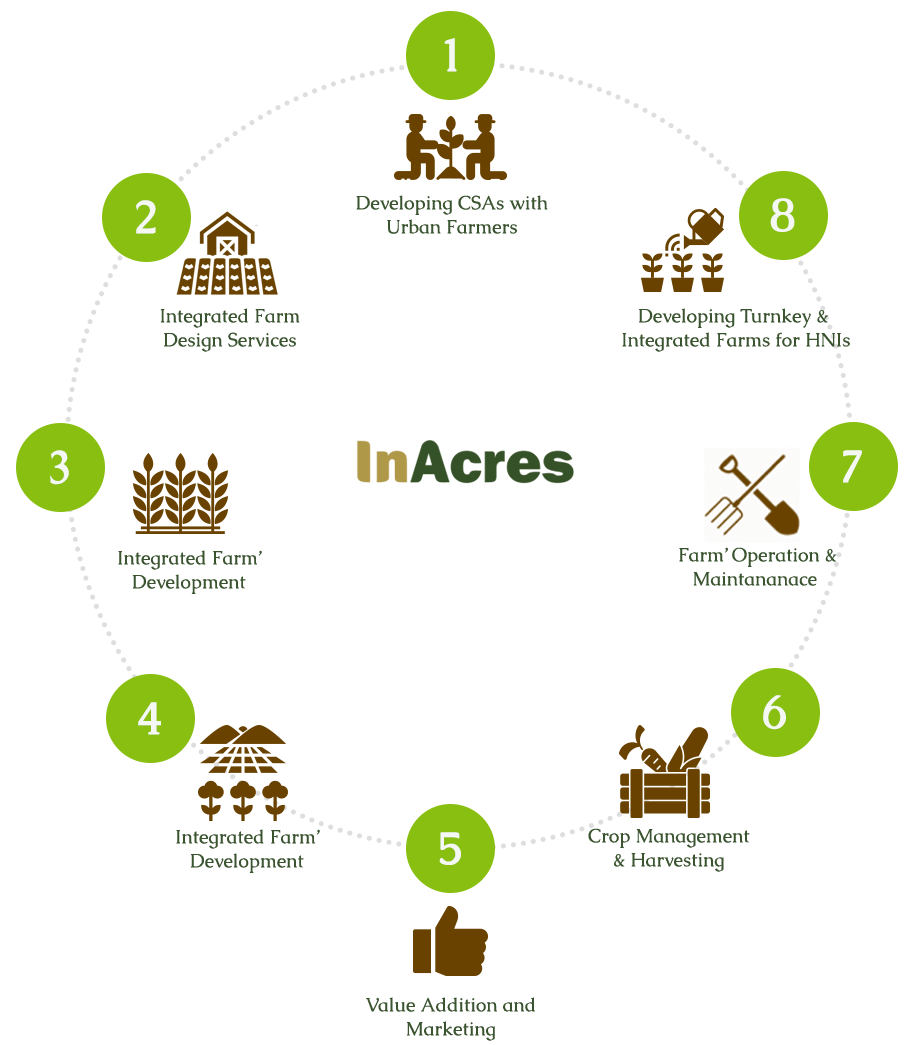 1
Developing CSAs with
Urban Farmers
2
Integrated Farm
Design Services
3
Integrated Farm’
Development
4
Integrated Farm’
Development
5
Value Addition and
Marketing
6
Crop Management
& Harvesting
7
Farm’ Operation &
Maintananace
8
Developing Turnkey &
Integrated Farms for HNIs
InAcres